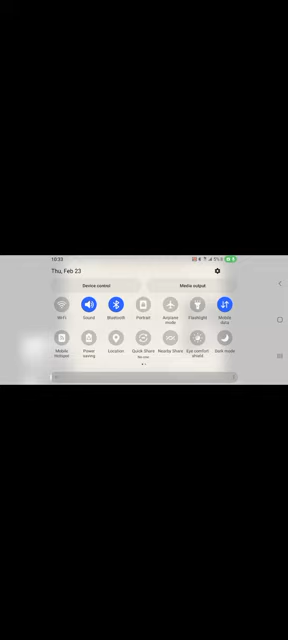 10:33
Thu, Feb 23
Device control Media output
Wi-Fi Sound Bluetooth Portrait Airplane mode Flashlight Mobile data
Mobile Hotspot Power saving Location Quick Share Nearby Share Eye comfort shield Dark mode